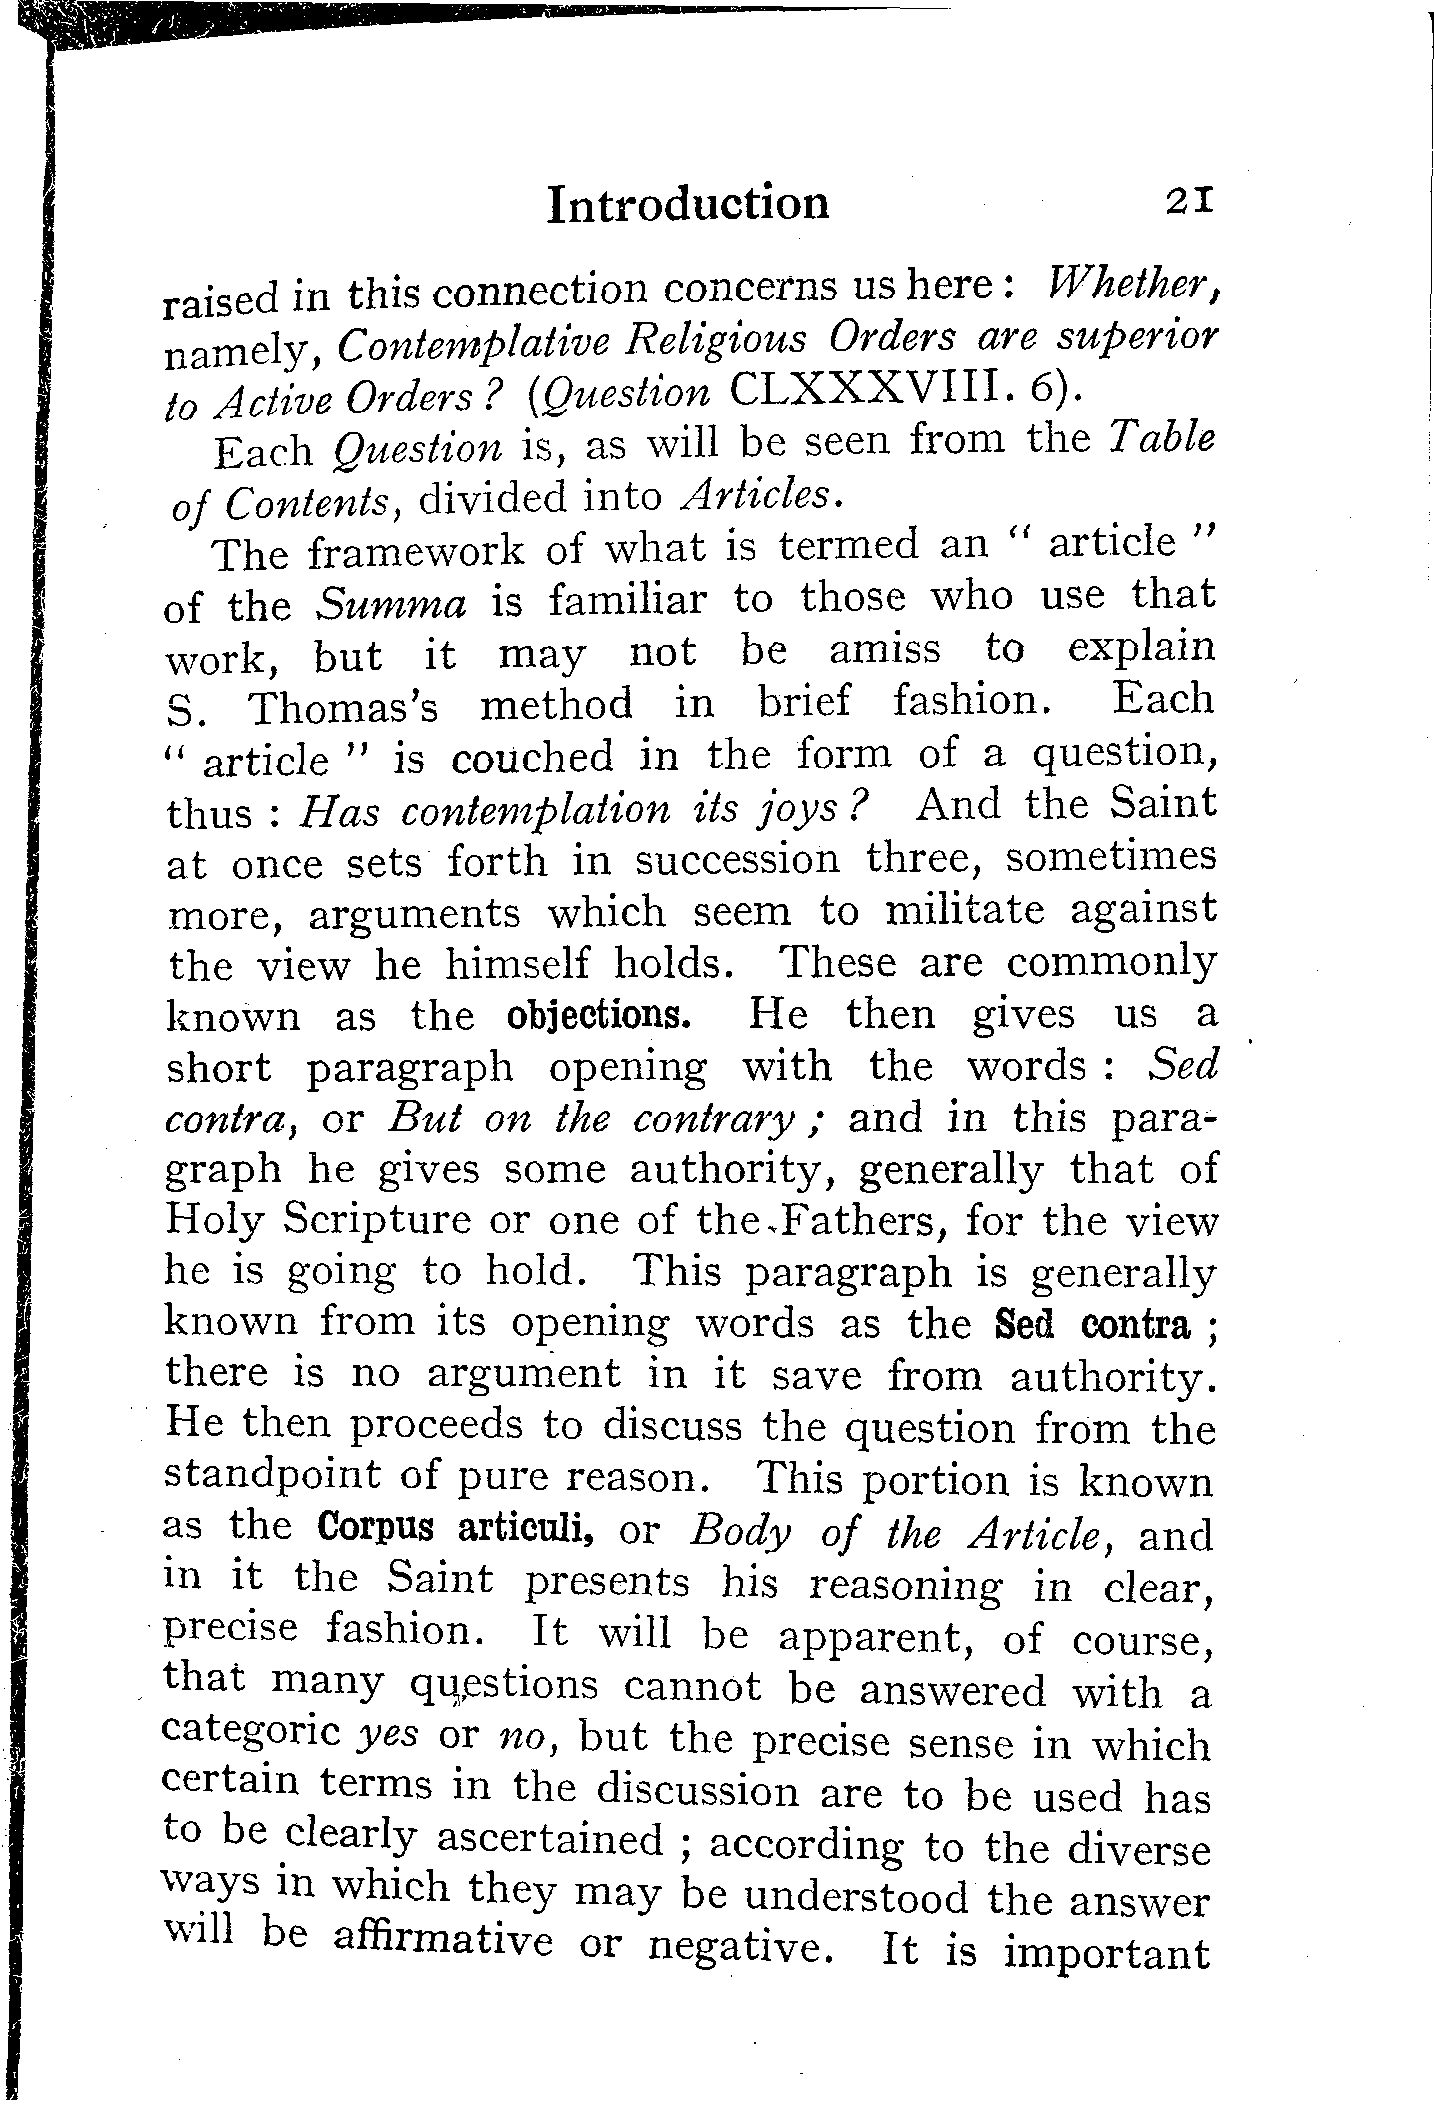 Introduction 21
raised in this connection concerns us here : Whether,
namely, Contemplative Religious Orders are superior
to Active Orders ? (Question CLXXXVIII. 6).
Each Question is, as will be seen from the Table
of Contents, divided into Articles.
The framework of what is termed an “ article ”
of the Summa is familiar to those who use that
work, but it may not be amiss to explain
S. Thomas's method in brief fashion. Each
“ article ” is couched in the form of a question,
thus : Has contemplation its joys ? And the Saint
at once sets forth in succession three, sometimes
more, arguments which seem to militate against
the view he himself holds. These are commonly
known as the objections. He then gives us a
short paragraph opening with the words : Sed
contra, or But on the contrary ; and in this para-
graph he gives some authority, generally that of
Holy Scripture or one of the Fathers, for the view
he is going to hold. This paragraph is generally
known from its opening words as the Sed contra ;
there is no argument in it save from authority.
He then proceeds to discuss the question from the
standpoint of pure reason. This portion is known
as the Corpus articuli, or Body of the Article, and
in it the Saint presents his reasoning in clear,
precise fashion. It will be apparent, of course,
that many questions cannot be answered with a
categoric yes or no, but the precise sense in which
certain terms in the discussion are to be used has
to be clearly ascertained ; according to the diverse
ways in which they may be understood the answer
will be affirmative or negative. It is important